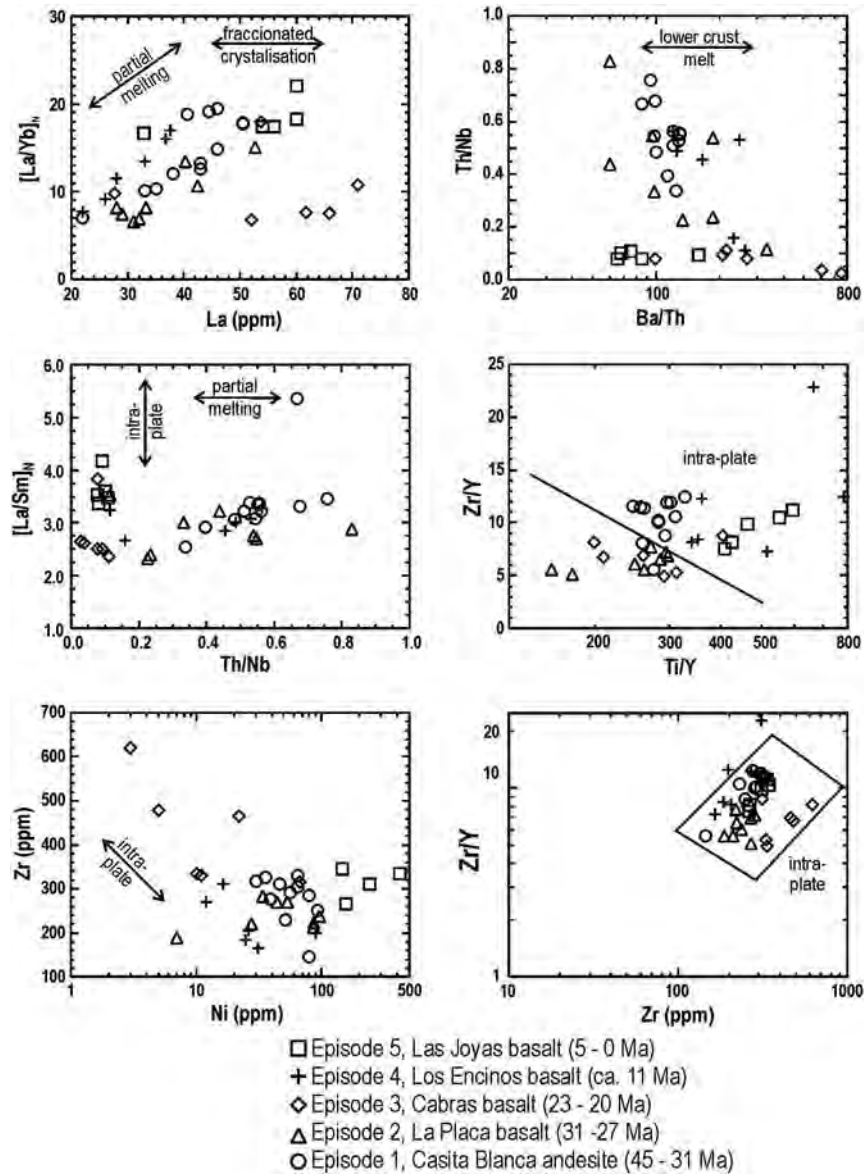 30
20
10
0
[La/Yb]N
partial
melting
fraccionated
crystalisation
20 30 40 50 60 70 80
La (ppm)
1.0
0.8
0.6
0.4
0.2
0.0
Th/Nb
lower crust
melt
20 100 800
Ba/Th
6.0
5.0
4.0
3.0
2.0
1.0
[La/Sm]N
intra-
plate
partial
melting
0.0 0.2 0.4 0.6 0.8 1.0
Th/Nb
25
20
15
10
5
0
Zr/Y
intra-plate
200 300 500 800
Ti/Y
700
600
500
400
300
200
100
Zr (ppm)
intra-
plate
1 10 100 500
Ni (ppm)
20
10
1
Zr/Y
intra-
plate
10 100 1000
Zr (ppm)
Episode 5, Las Joyas basalt (5 - 0 Ma)
Episode 4, Los Encinos basalt (ca. 11 Ma)
Episode 3, Cabras basalt (23 - 20 Ma)
Episode 2, La Placa basalt (31 -27 Ma)
Episode 1, Casita Blanca andesite (45 - 31 Ma)